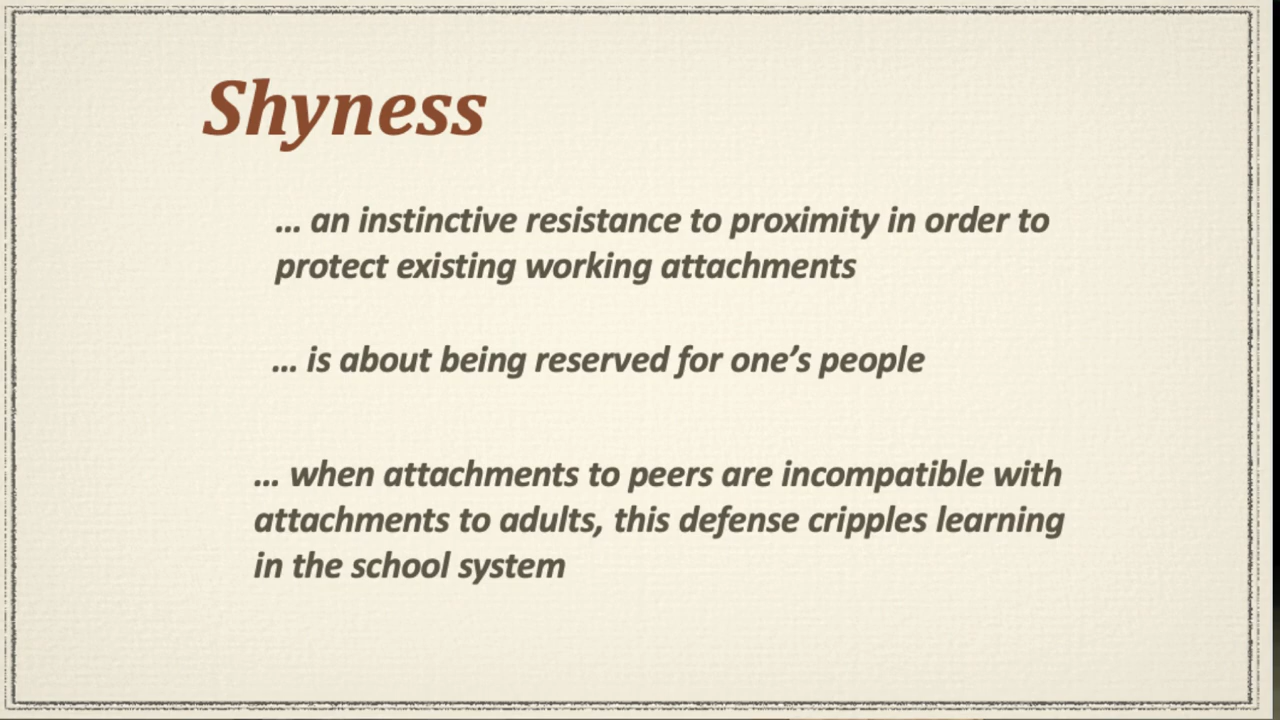 Shyness
… an instinctive resistance to proximity in order to
protect existing working attachments
… is about being reserved for one’s people
… when attachments to peers are incompatible with
attachments to adults, this defense cripples learning
in the school system